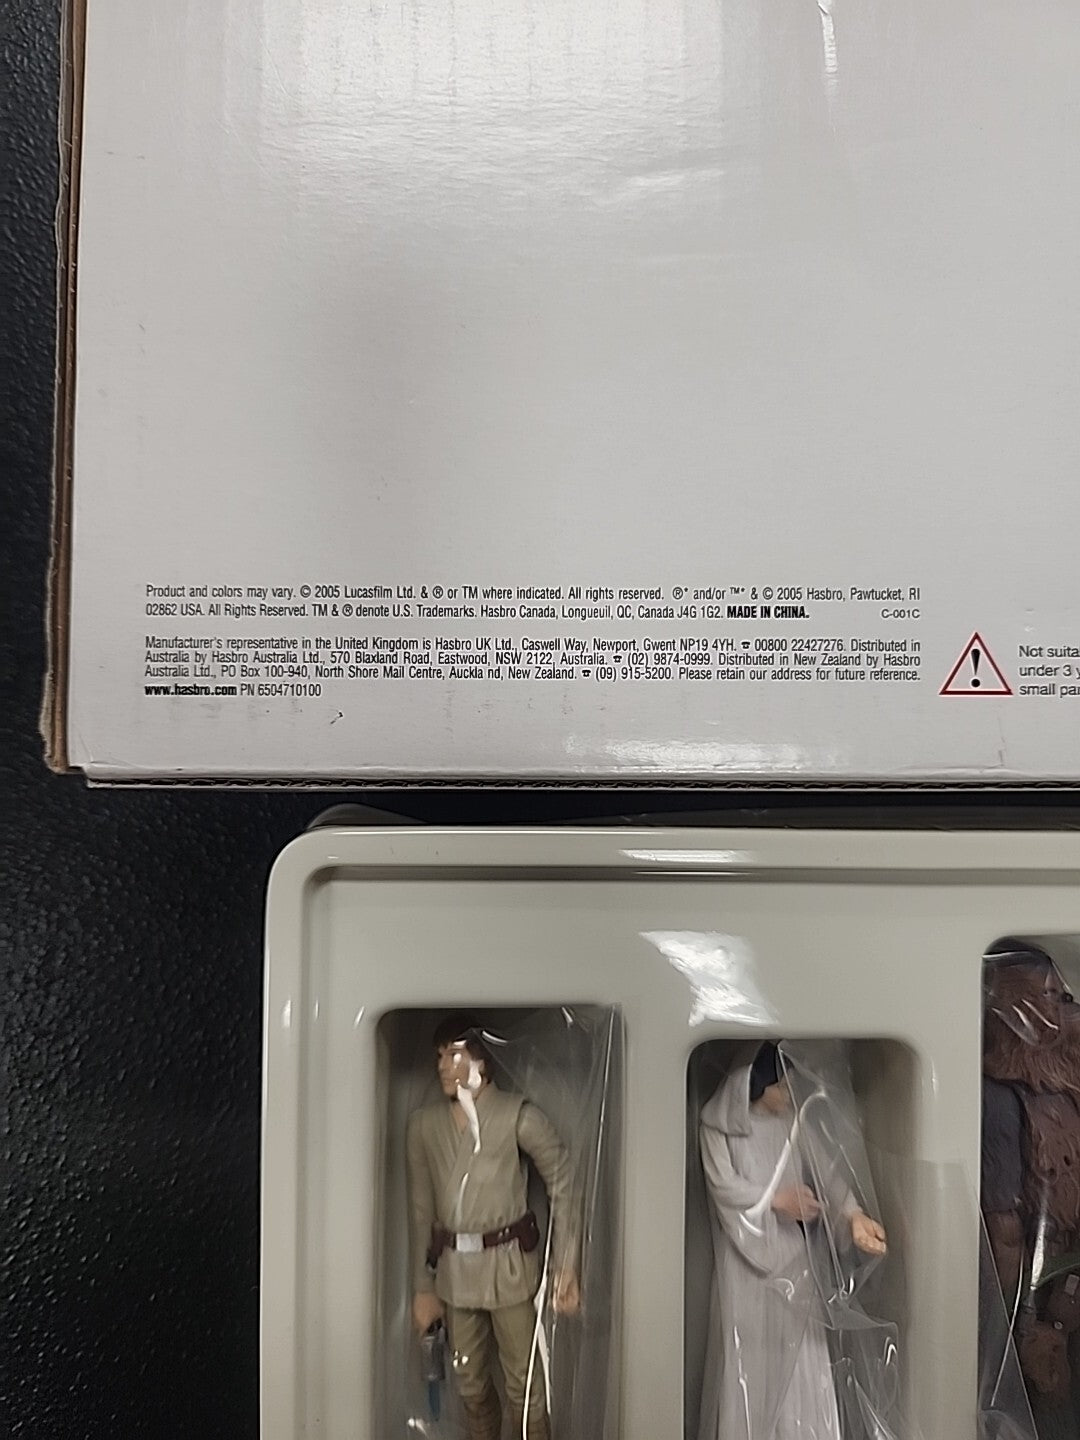 Product and colors may vary. © 2005 Lucasfilm Ltd. & ® or TM where indicated. All rights reserved. ®* and/or ™* & © 2005 Hasbro, Pawtucket, RI
02862 USA. All Rights Reserved. TM & ® denote U.S. Trademarks. Hasbro Canada, Longueuil, QC, Canada J4G 1G2. MADE IN CHINA. C-001C
Manufacturer's representative in the United Kingdom is Hasbro UK Ltd., Caswell Way, Newport, Gwent NP19 4YH. ☎ 00800 22427276. Distributed in
Australia by Hasbro Australia Ltd., 570 Blaxland Road, Eastwood, NSW 2122, Australia. ☎ (02) 9874-0999. Distributed in New Zealand by Hasbro
Australia Ltd., PO Box 100-940, North Shore Mail Centre, Auckla nd, New Zealand. ☎ (09) 915-5200. Please retain our address for future reference.
www.hasbro.com PN 6504710100
Not suita
under 3 y
small pa